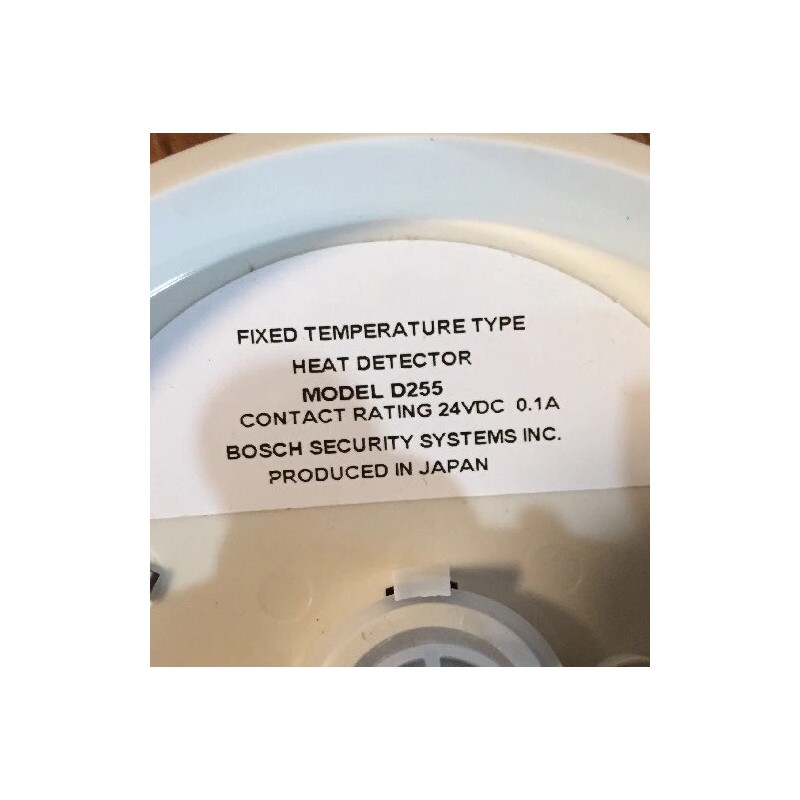 FIXED TEMPERATURE TYPE
HEAT DETECTOR
MODEL D255
CONTACT RATING 24VDC 0.1A
BOSCH SECURITY SYSTEMS INC.
PRODUCED IN JAPAN